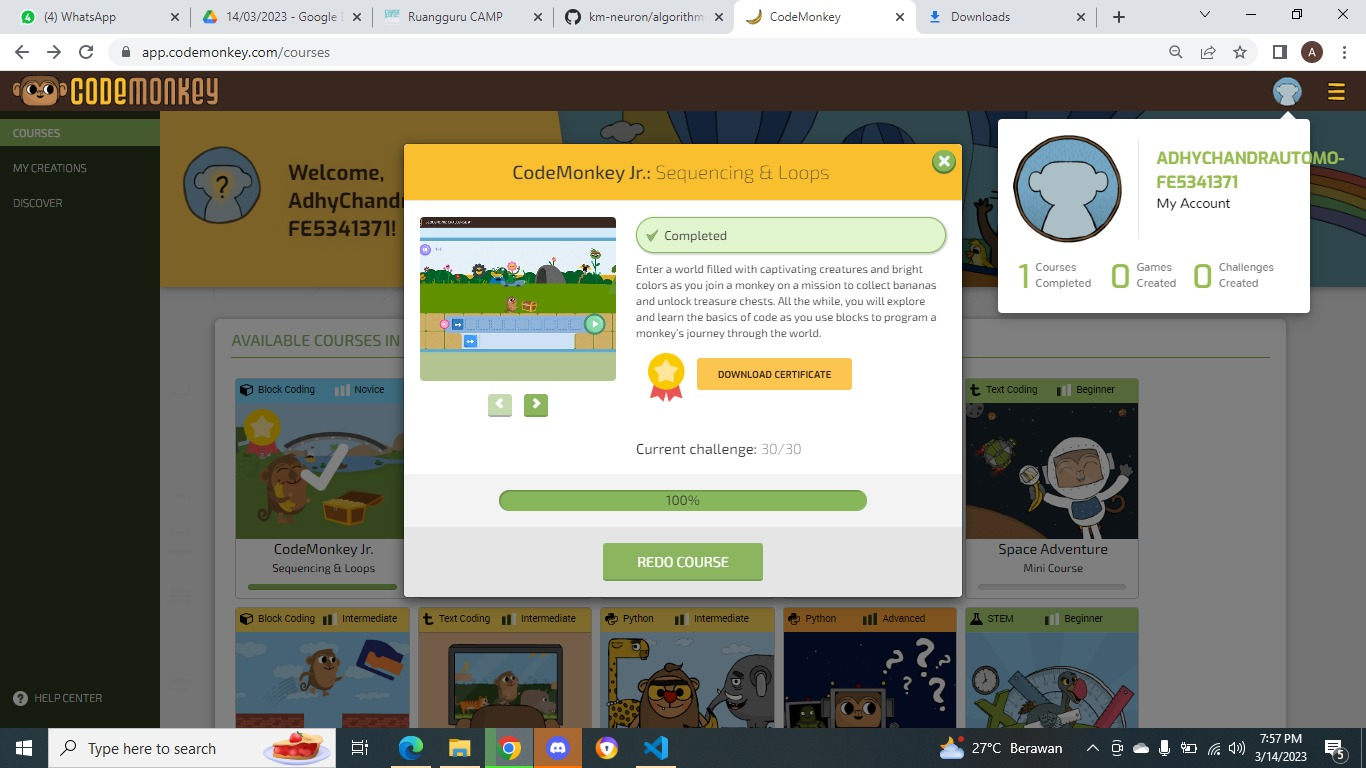 (4) WhatsApp
14/03/2023 - Google D
Ruangguru CAMP
km-neuron/algorithm
CodeMonkey
Downloads
app.codemonkey.com/courses
A
CODEMONKEY
COURSES
MY CREATIONS
DISCOVER
HELP CENTER
Welcome,
AdhyChand
FE5341371!
ADHYCHANDRAUTOMO-
FE5341371
My Account
1 Courses
Completed
0 Games
Created
0 Challenges
Created
CodeMonkey Jr.: Sequencing & Loops
Completed
Enter a world filled with captivating creatures and bright
colors as you join a monkey on a mission to collect bananas
and unlock treasure chests. All the while, you will explore
and learn the basics of code as you use blocks to program a
monkey's journey through the world.
DOWNLOAD CERTIFICATE
Current challenge: 30/30
100%
REDO COURSE
AVAILABLE COURSES IN
Block Coding Novice
CodeMonkey Jr.
Sequencing & Loops
Text Coding Beginner
Space Adventure
Mini Course
Block Coding Intermediate
Text Coding Intermediate
Python Intermediate
Python Advanced
STEM Beginner
Type here to search
27°C Berawan
7:57 PM
3/14/2023
5